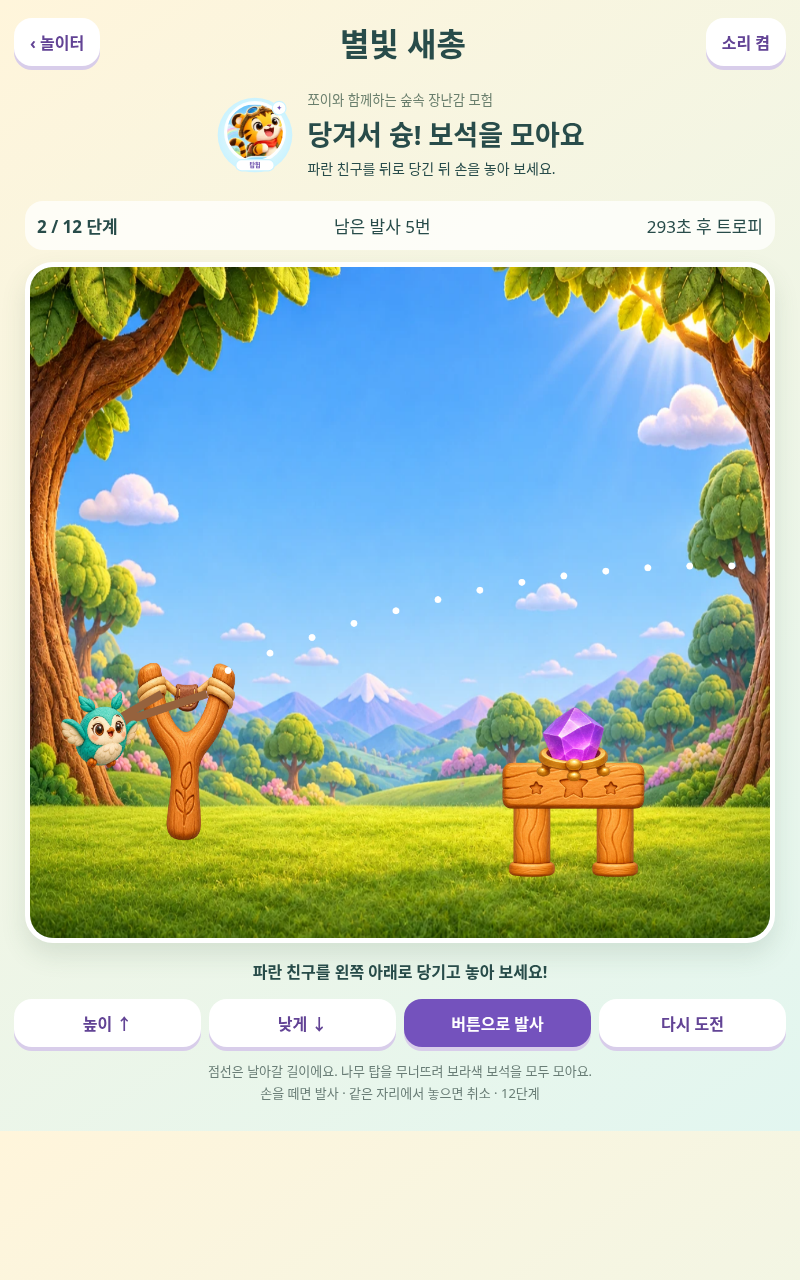 ‹ 놀이터
별빛 새총
소리 켬
쪼이와 함께하는 숲속 장난감 모험
당겨서 슝! 보석을 모아요
파란 친구를 뒤로 당긴 뒤 손을 놓아 보세요.
탐험
2 / 12 단계
남은 발사 5번
293초 후 트로피
파란 친구를 왼쪽 아래로 당기고 놓아 보세요!
높이 ↑
낮게 ↓
버튼으로 발사
다시 도전
점선은 날아갈 길이에요. 나무 탑을 무너뜨려 보라색 보석을 모두 모아요.
손을 떼면 발사 · 같은 자리에서 놓으면 취소 · 12단계